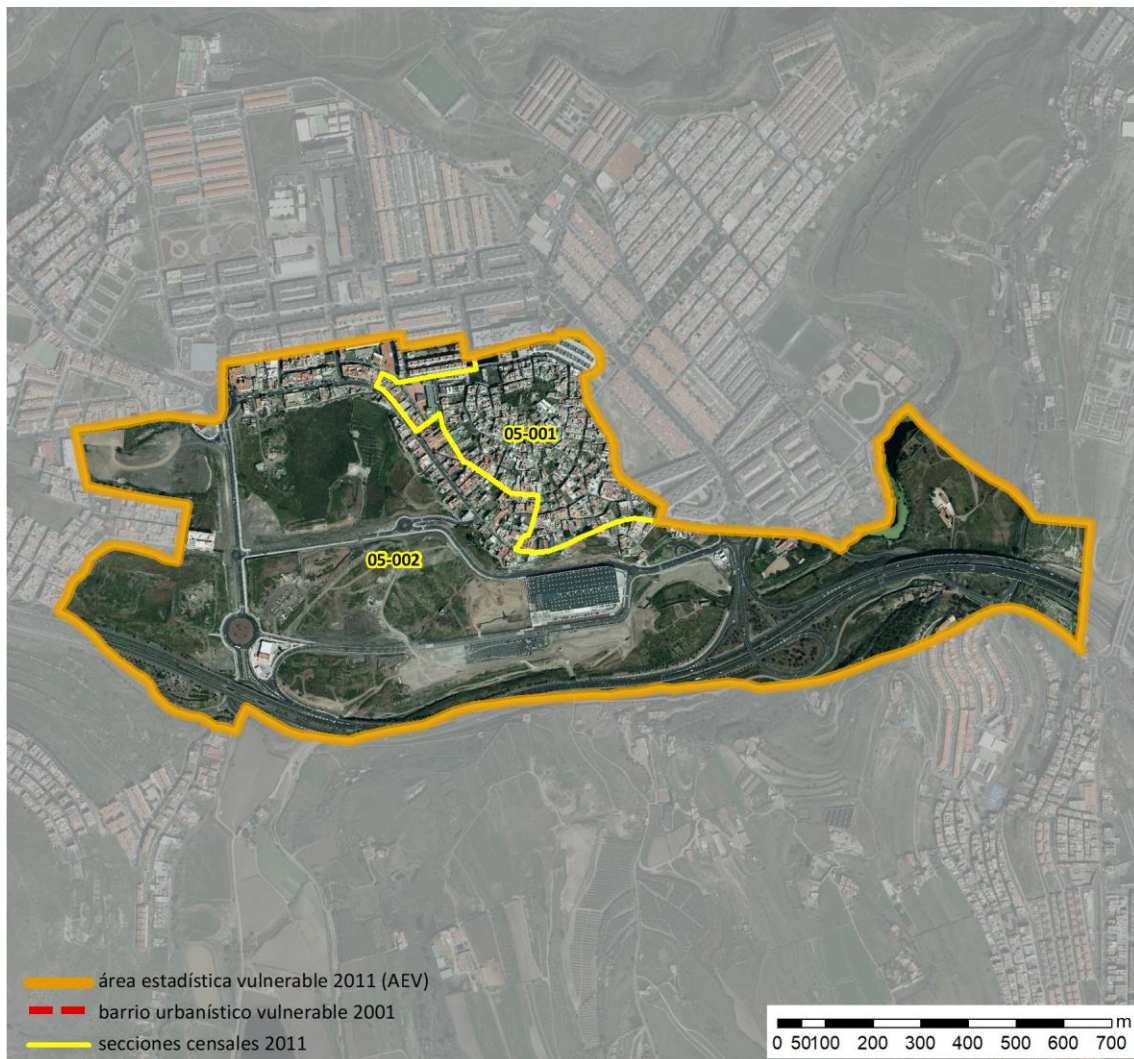 05-001
05-002
área estadística vulnerable 2011 (AEV)
barrio urbanístico vulnerable 2001
secciones censales 2011
m
0 50100 200 300 400 500 600 700